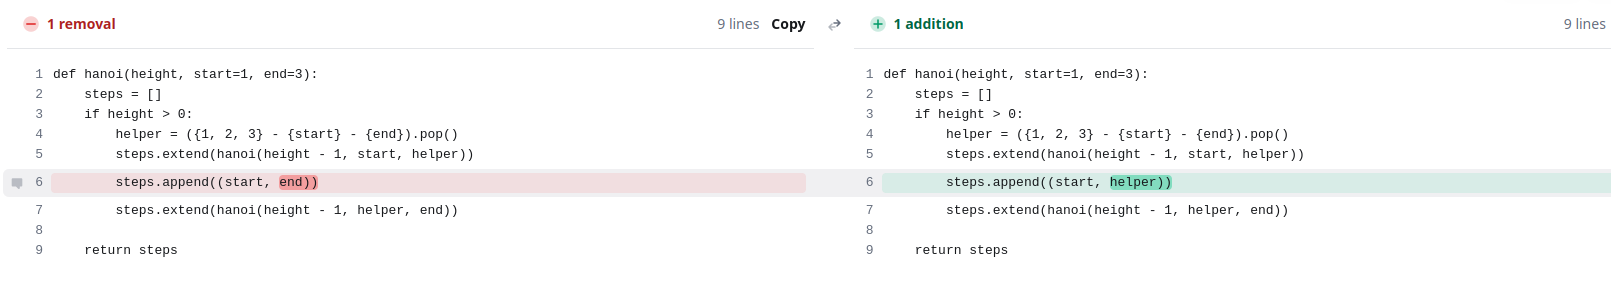 1 removal 9 lines Copy
1 def hanoi(height, start=1, end=3):
2     steps = []
3     if height > 0:
4         helper = ({1, 2, 3} - {start} - {end}).pop()
5         steps.extend(hanoi(height - 1, start, helper))
6         steps.append((start, end))
7         steps.extend(hanoi(height - 1, helper, end))
8
9     return steps
1 addition 9 lines
1 def hanoi(height, start=1, end=3):
2     steps = []
3     if height > 0:
4         helper = ({1, 2, 3} - {start} - {end}).pop()
5         steps.extend(hanoi(height - 1, start, helper))
6         steps.append((start, helper))
7         steps.extend(hanoi(height - 1, helper, end))
8
9     return steps